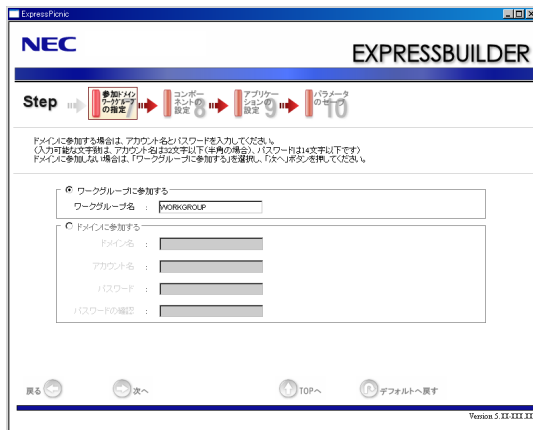 ExpressPicnic
NEC
EXPRESSBUILDER
Step
参加ドメイン
ワークグループ
の指定
7
コンポー
ネントの
設定
8
アプリケー
ションの
設定
9
パラメータ
のセーブ
10
ドメインに参加する場合は、アカウント名とパスワードを入力してください。
(入力可能な文字数は、アカウント名は32文字以下(半角の場合)、パスワードは14文字以下です)
ドメインに参加しない場合は、「ワークグループに参加する」を選択し、「次へ」ボタンを押してください。
ワークグループに参加する
ワークグループ名 : WORKGROUP
ドメインに参加する
ドメイン名 :
アカウント名 :
パスワード :
パスワードの確認 :
戻る
次へ
TOPへ
デフォルトへ戻す
Version 5.XX-XXX.XX